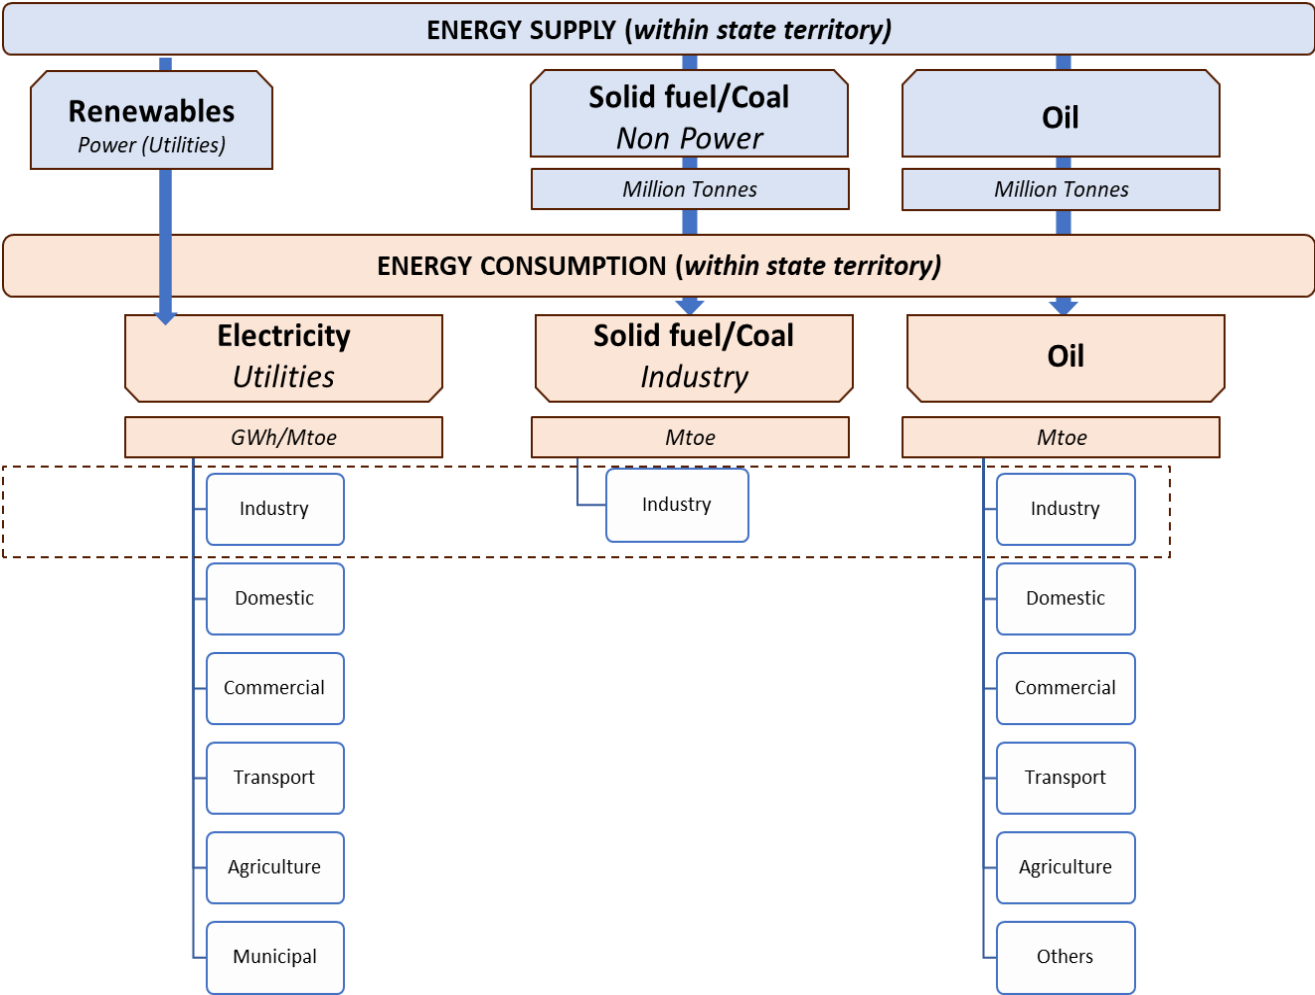 ENERGY SUPPLY (within state territory)
Renewables
Power (Utilities)
Solid fuel/Coal
Non Power
Million Tonnes
Oil
Million Tonnes
ENERGY CONSUMPTION (within state territory)
Electricity
Utilities
GWh/Mtoe
Industry
Domestic
Commercial
Transport
Agriculture
Municipal
Solid fuel/Coal
Industry
Mtoe
Industry
Oil
Mtoe
Industry
Domestic
Commercial
Transport
Agriculture
Others